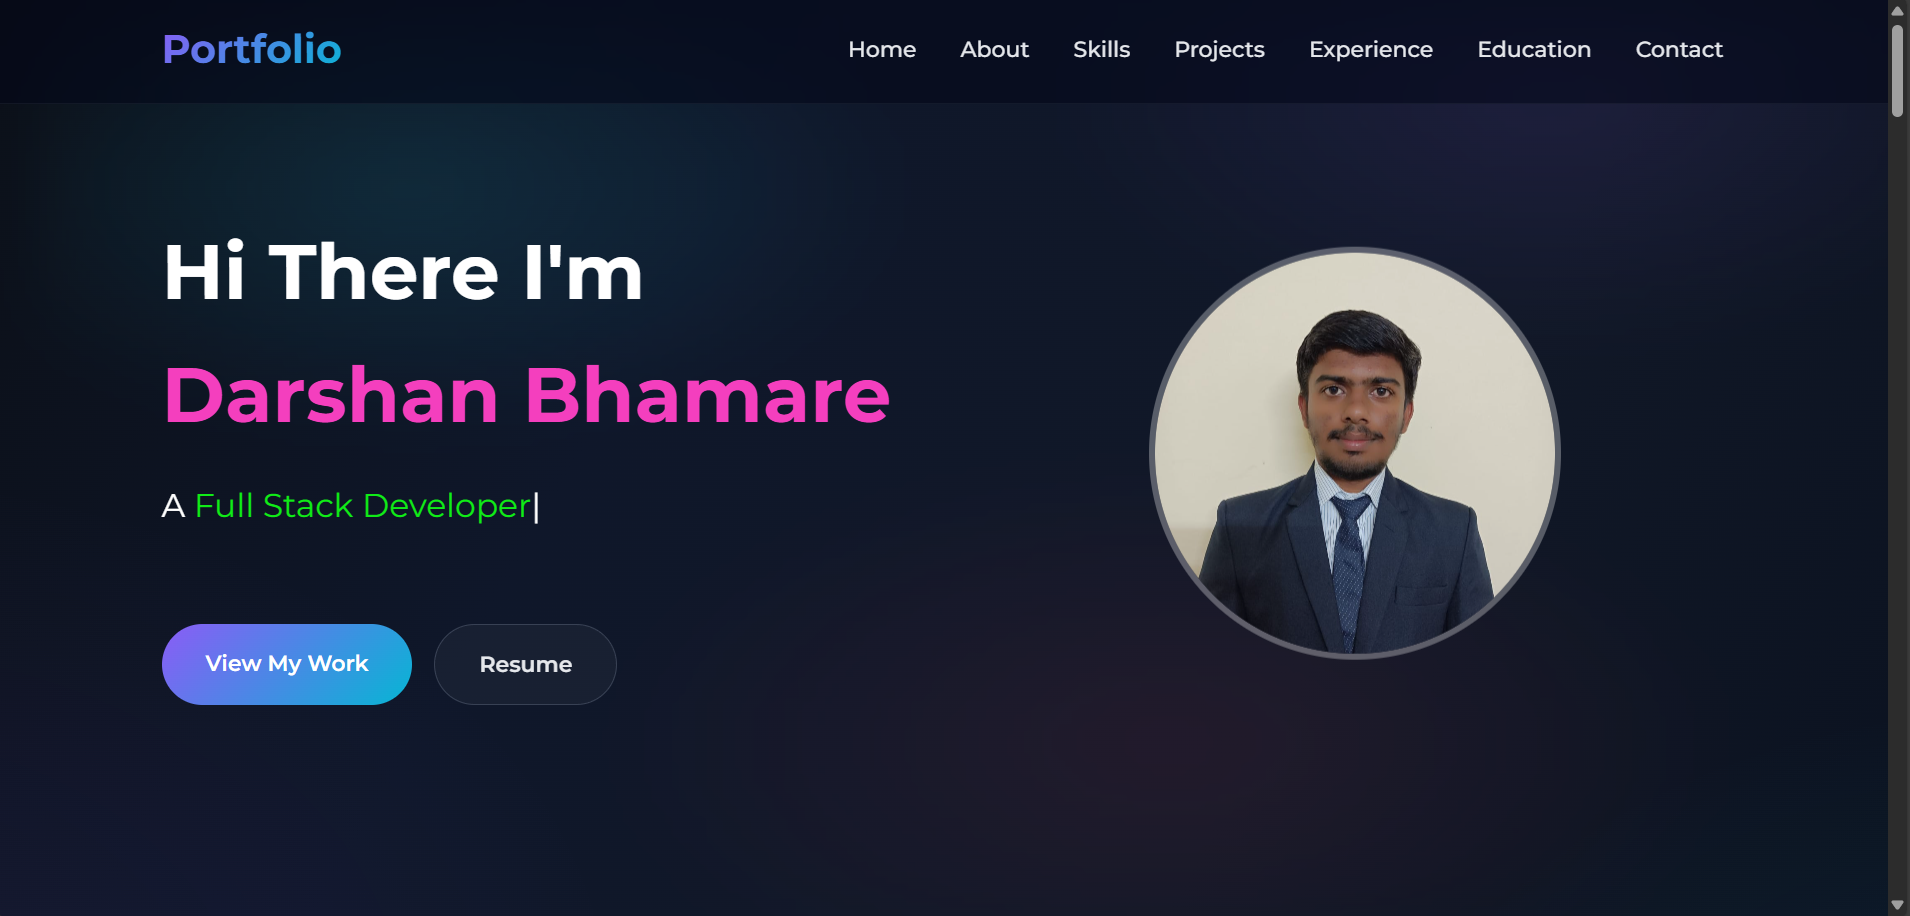 Portfolio
Home About Skills Projects Experience Education Contact
Hi There I'm
Darshan Bhamare
A Full Stack Developer|
View My Work
Resume